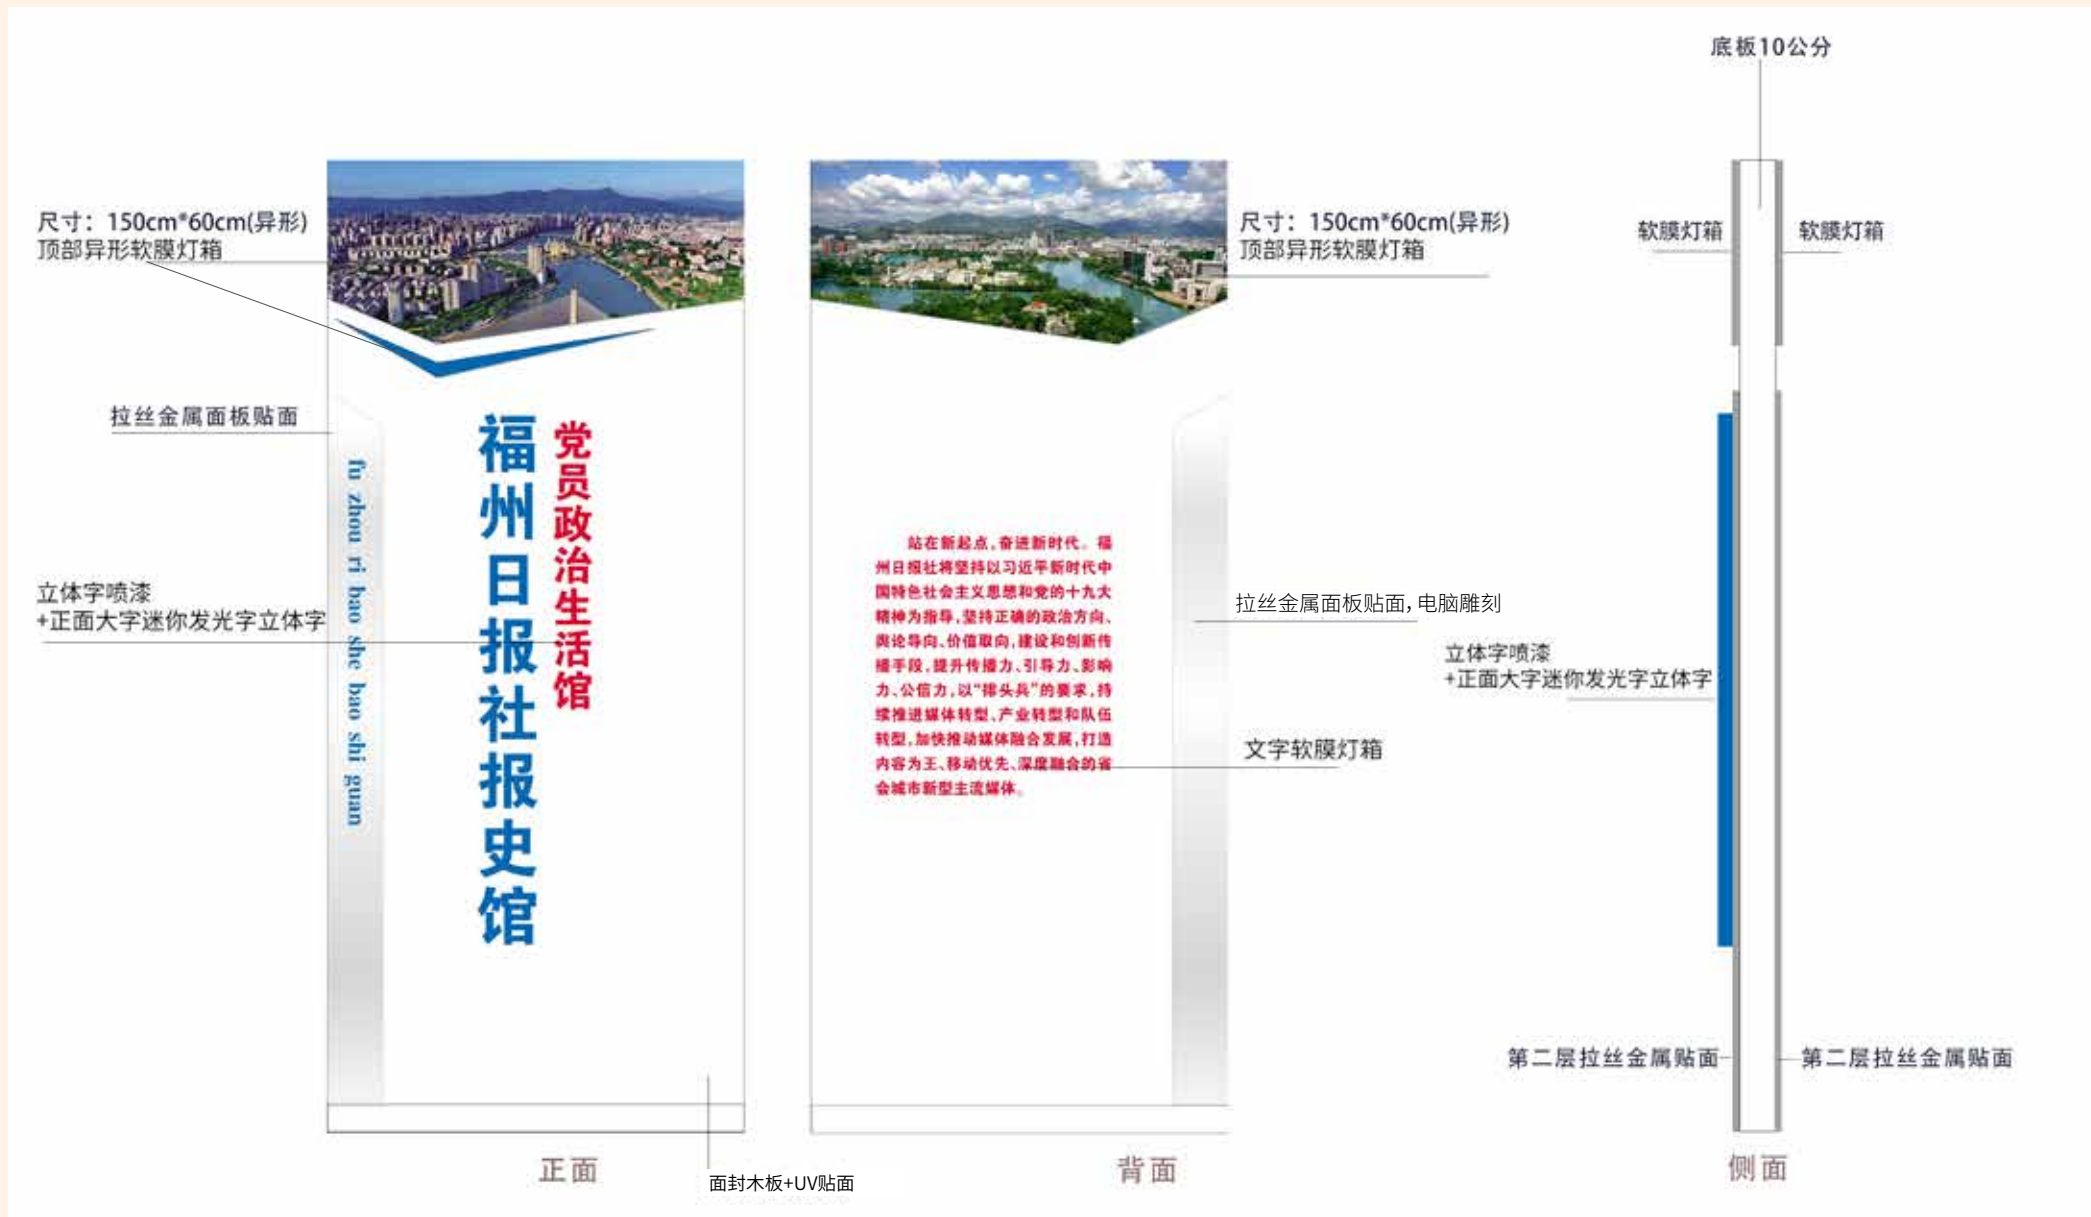 底板10公分
尺寸：150cm*60cm(异形)
顶部异形软膜灯箱
拉丝金属面板贴面
立体字喷漆
+正面大字迷你发光字立体字
fu zhou ri bao she bao shi guan
福州日报社报史馆
党员政治生活馆
正面
面封木板+UV贴面
尺寸：150cm*60cm(异形)
顶部异形软膜灯箱
站在新起点,奋进新时代。福
州日报社将坚持以习近平新时代中
国特色社会主义思想和党的十九大
精神为指导,坚持正确的政治方向、
舆论导向、价值取向,建设和创新传
播手段,提升传播力、引导力、影响
力、公信力,以“排头兵”的要求,持
续推进媒体转型、产业转型和队伍
转型,加快推动媒体融合发展,打造
内容为王、移动优先、深度融合的省
会城市新型主流媒体。
拉丝金属面板贴面，电脑雕刻
文字软膜灯箱
背面
软膜灯箱
软膜灯箱
立体字喷漆
+正面大字迷你发光字立体字
第二层拉丝金属贴面
第二层拉丝金属贴面
侧面